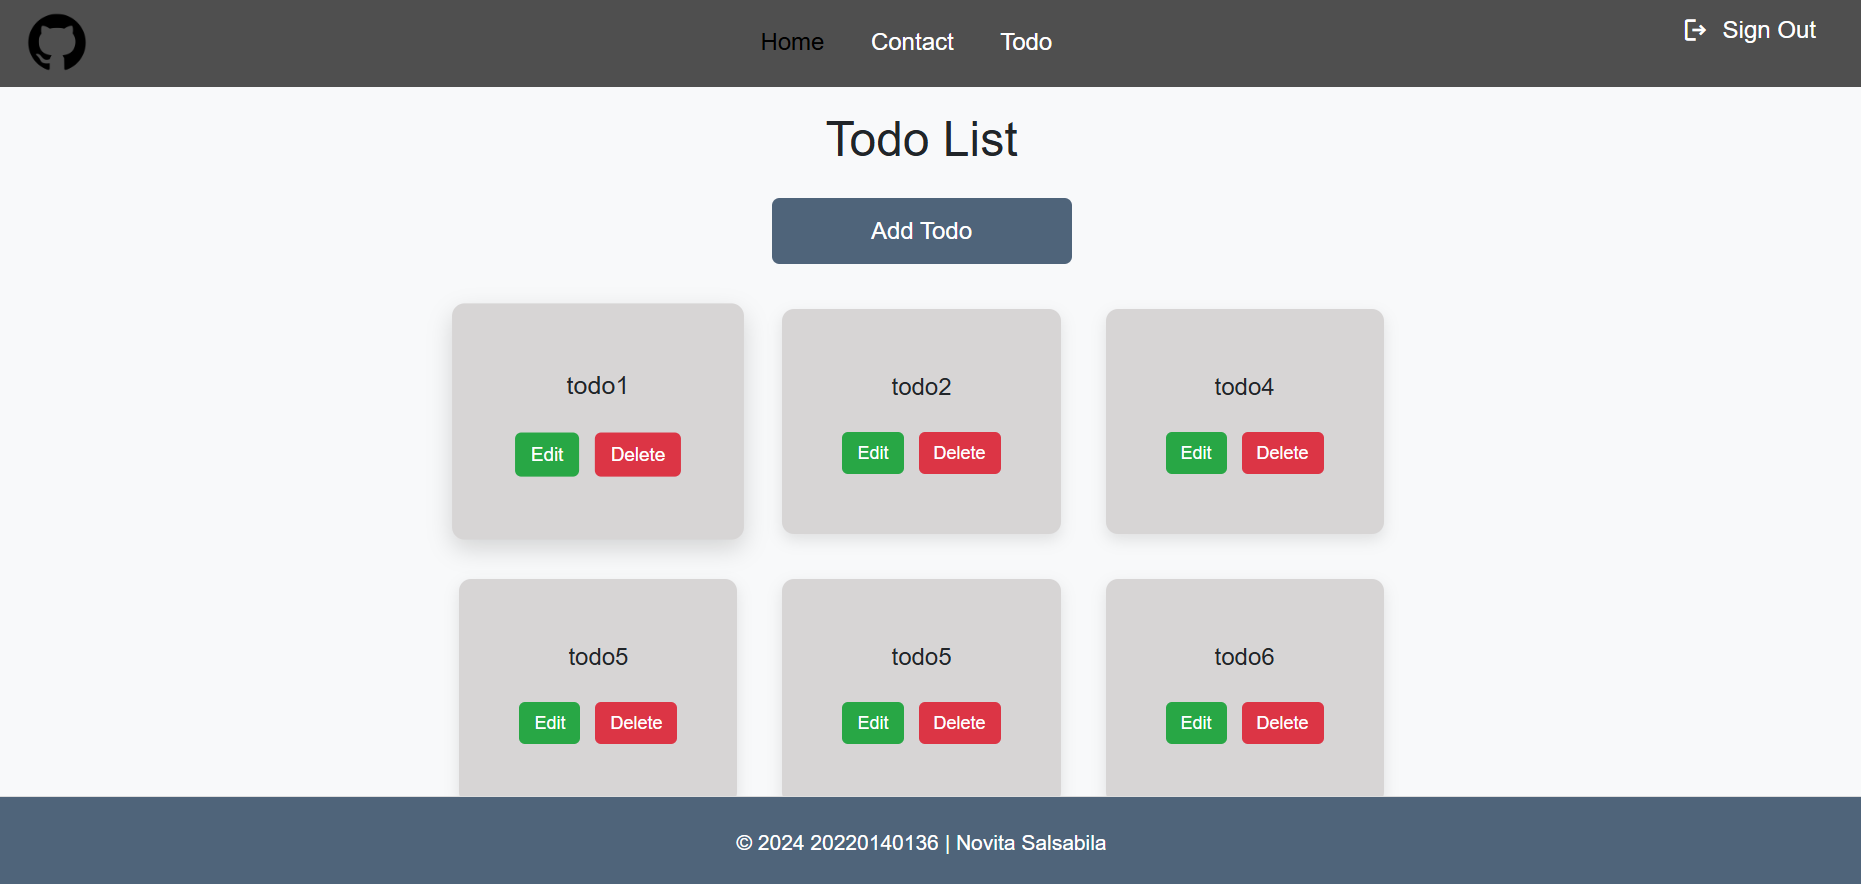 Home Contact Todo Sign Out
Todo List
Add Todo
todo1 todo2 todo4
Edit Delete Edit Delete Edit Delete
todo5 todo5 todo6
Edit Delete Edit Delete Edit Delete
© 2024 20220140136 | Novita Salsabila